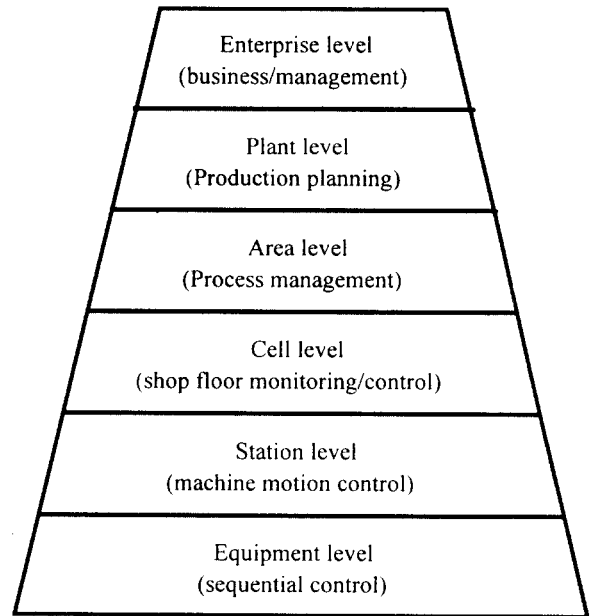 Enterprise level
(business/management)
Plant level
(Production planning)
Area level
(Process management)
Cell level
(shop floor monitoring/control)
Station level
(machine motion control)
Equipment level
(sequential control)